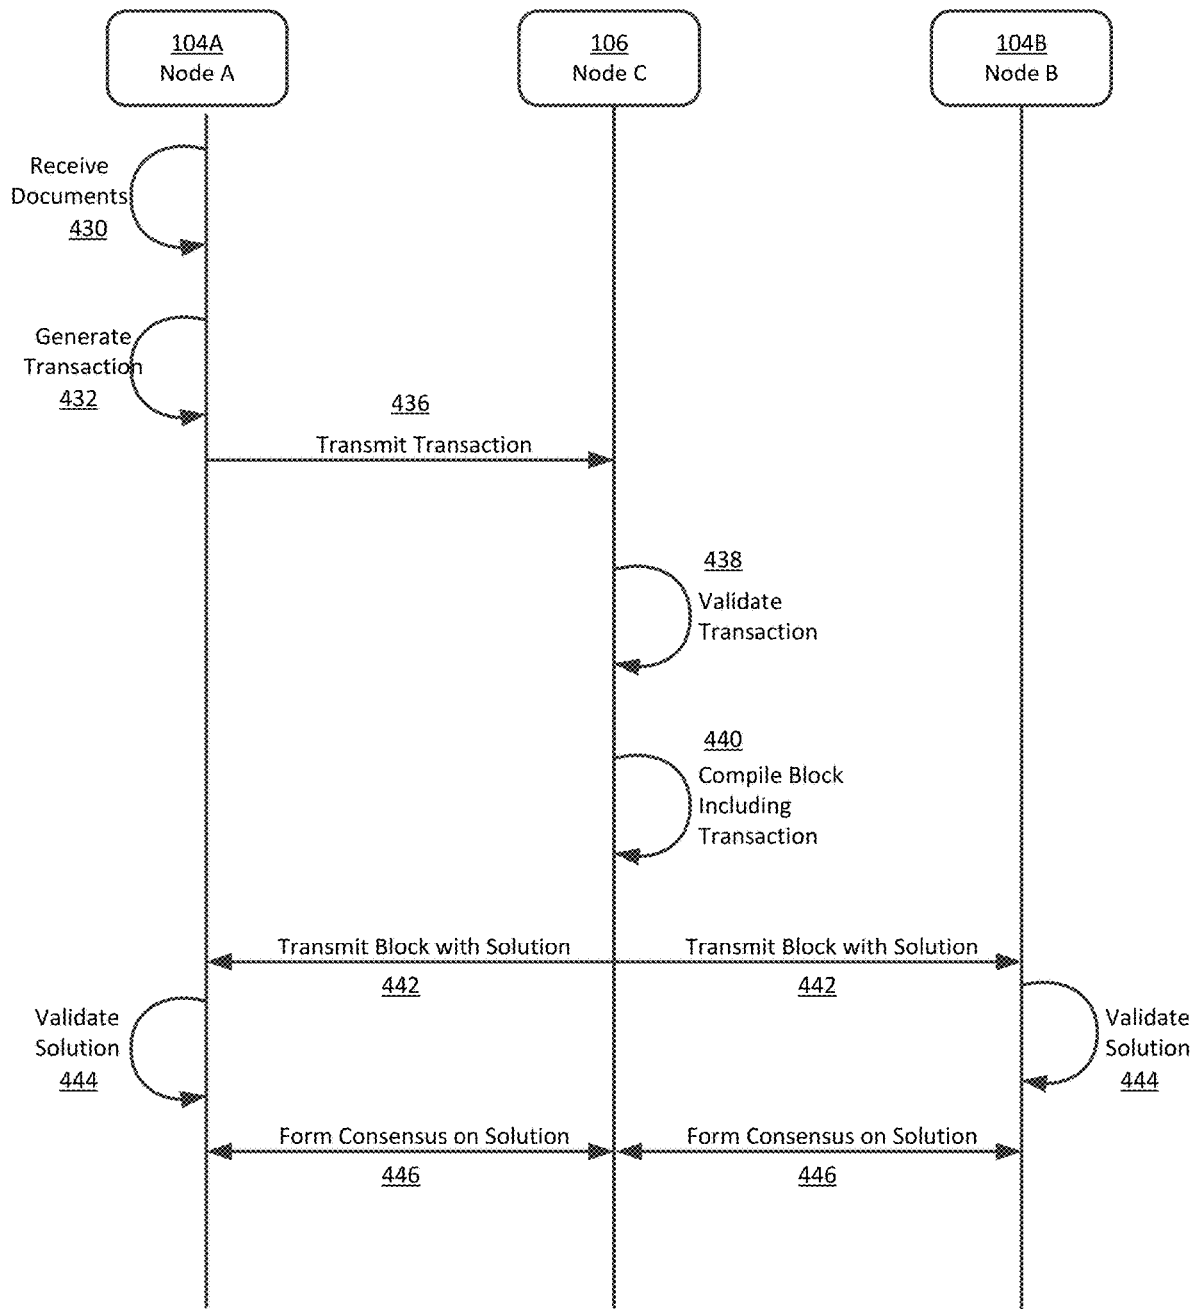 104A
Node A
106
Node C
104B
Node B
Receive
Documents
430
Generate
Transaction
432
436
Transmit Transaction
438
Validate
Transaction
440
Compile Block
Including
Transaction
Transmit Block with Solution
442
Transmit Block with Solution
442
Validate
Solution
444
Validate
Solution
444
Form Consensus on Solution
446
Form Consensus on Solution
446